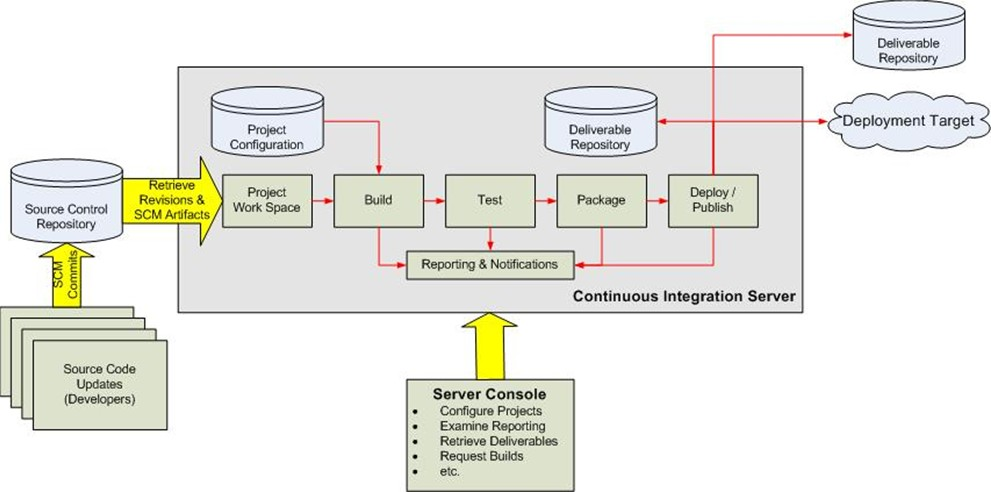 Deliverable
Repository
Project
Configuration
Deliverable
Repository
Deployment Target
Source Control
Repository
Retrieve
Revisions &
SCM Artifacts
Project
Work Space
Build
Test
Package
Deploy /
Publish
Reporting & Notifications
Continuous Integration Server
SCM
Commits
Source Code
Updates
(Developers)
Server Console
• Configure Projects
• Examine Reporting
• Retrieve Deliverables
• Request Builds
• etc.